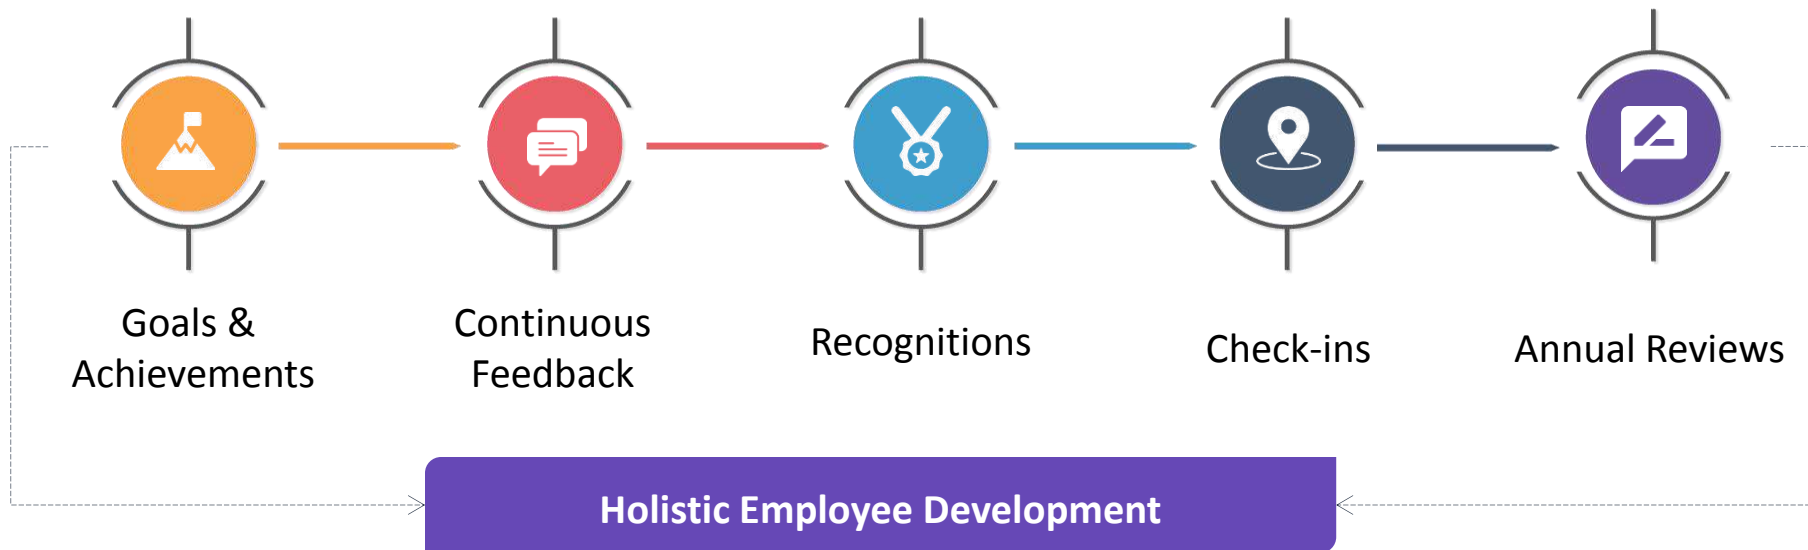 Goals &
Achievements
Continuous
Feedback
Recognitions
Check-ins
Annual Reviews
Holistic Employee Development